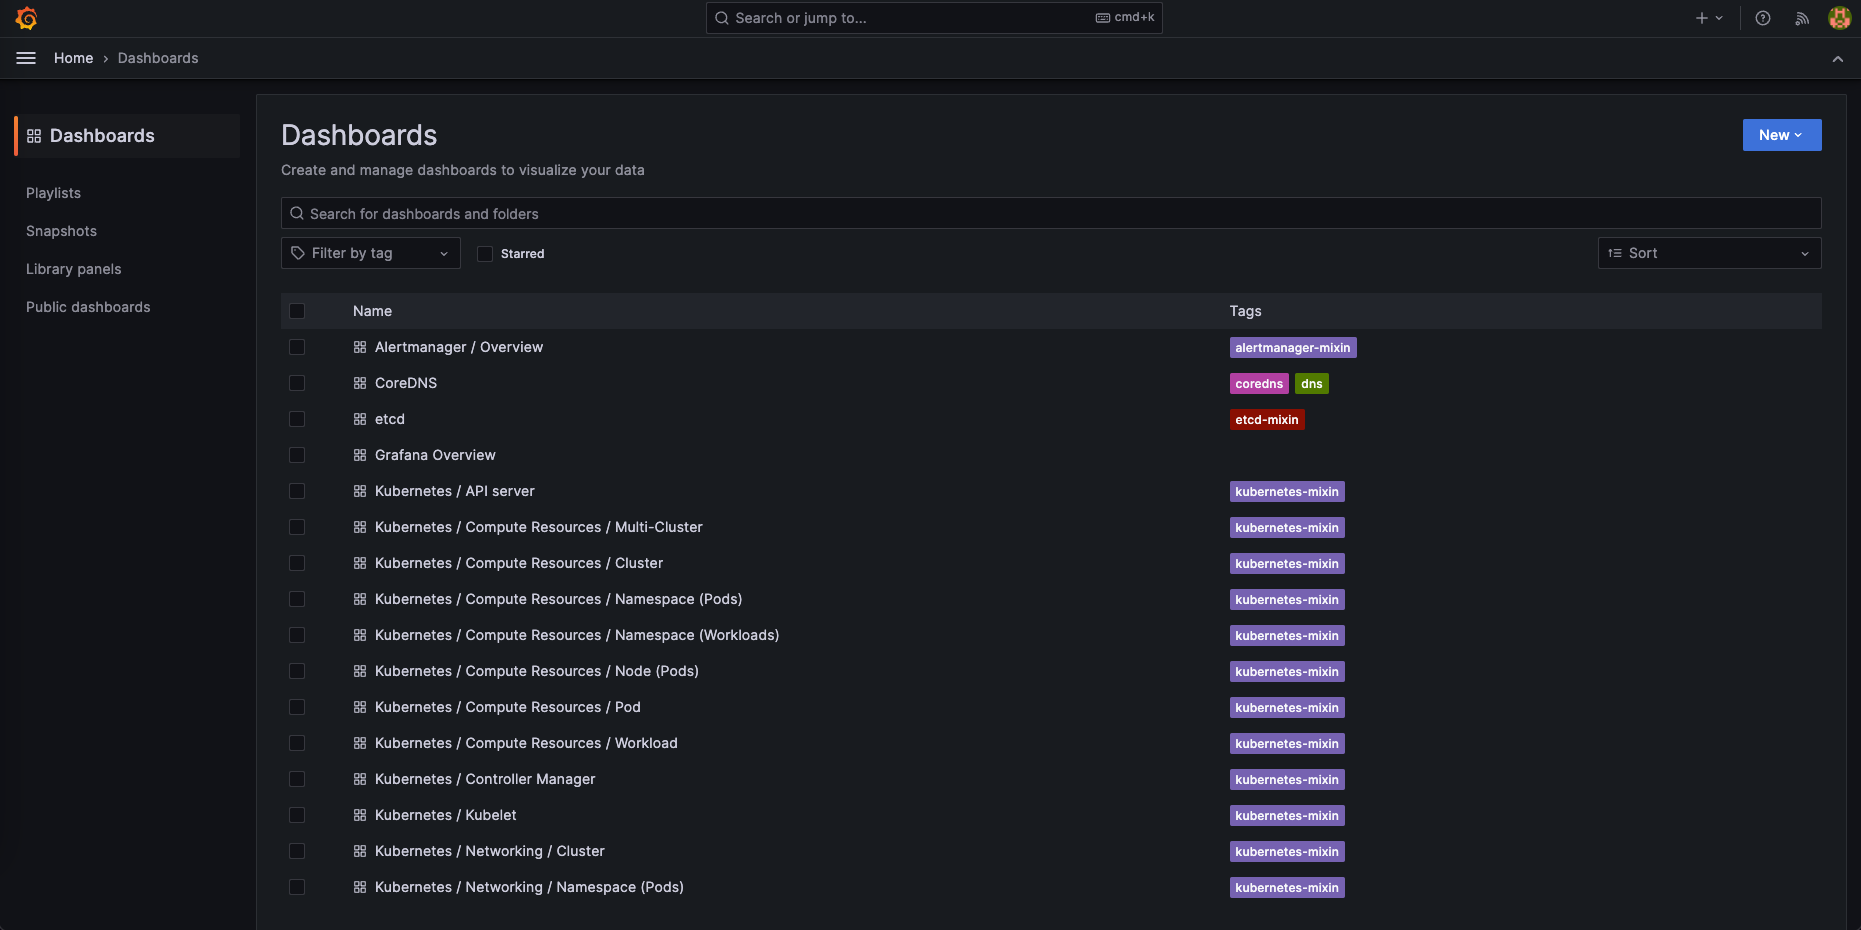 Search or jump to...
cmd+k
Home
Dashboards
Dashboards
Playlists
Snapshots
Library panels
Public dashboards
Dashboards
New
Create and manage dashboards to visualize your data
Search for dashboards and folders
Filter by tag
Starred
Sort
Name Tags
Alertmanager / Overview alertmanager-mixin
CoreDNS coredns dns
etcd etcd-mixin
Grafana Overview
Kubernetes / API server kubernetes-mixin
Kubernetes / Compute Resources / Multi-Cluster kubernetes-mixin
Kubernetes / Compute Resources / Cluster kubernetes-mixin
Kubernetes / Compute Resources / Namespace (Pods) kubernetes-mixin
Kubernetes / Compute Resources / Namespace (Workloads) kubernetes-mixin
Kubernetes / Compute Resources / Node (Pods) kubernetes-mixin
Kubernetes / Compute Resources / Pod kubernetes-mixin
Kubernetes / Compute Resources / Workload kubernetes-mixin
Kubernetes / Controller Manager kubernetes-mixin
Kubernetes / Kubelet kubernetes-mixin
Kubernetes / Networking / Cluster kubernetes-mixin
Kubernetes / Networking / Namespace (Pods) kubernetes-mixin